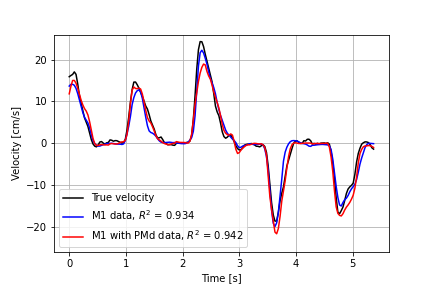 20
10
0
−10
−20
Velocity [cm/s]
True velocity
M1 data, R² = 0.934
M1 with PMd data, R² = 0.942
0 1 2 3 4 5
Time [s]